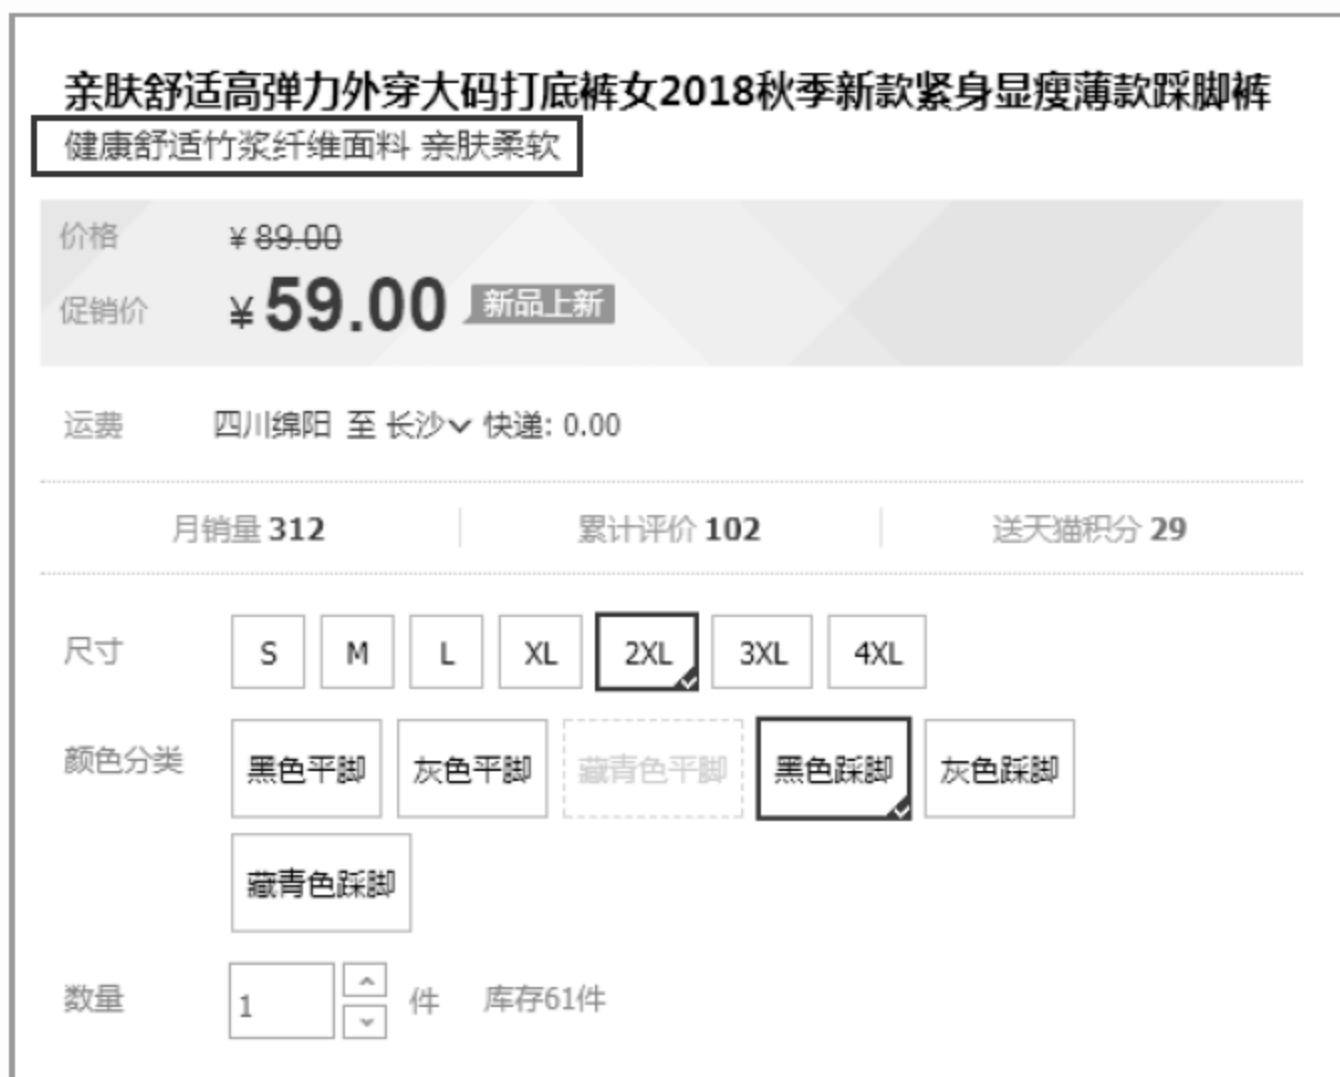 亲肤舒适高弹力外穿大码打底裤女2018秋季新款紧身显瘦薄款踩脚裤
健康舒适竹浆纤维面料 亲肤柔软
价格 ¥ 89.00
促销价 ¥ 59.00 新品上新
运费 四川绵阳 至 长沙 快递: 0.00
月销量 312 累计评价 102 送天猫积分 29
尺寸 S M L XL 2XL 3XL 4XL
颜色分类 黑色平脚 灰色平脚 藏青色平脚 黑色踩脚 灰色踩脚
藏青色踩脚
数量 1 件 库存61件